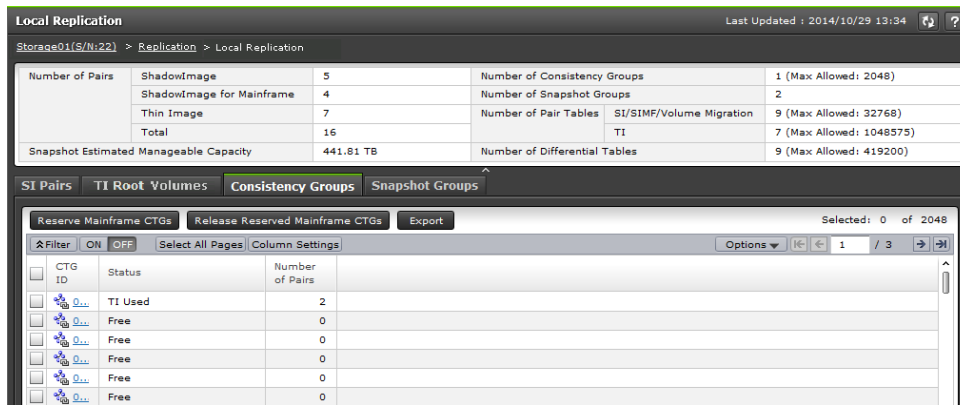 Local Replication Last Updated : 2014/10/29 13:34 ?
Storage01(S/N:22) > Replication > Local Replication
Number of Pairs ShadowImage 5 Number of Consistency Groups 1 (Max Allowed: 2048)
ShadowImage for Mainframe 4 Number of Snapshot Groups 2
Thin Image 7 Number of Pair Tables SI/SIMF/Volume Migration 9 (Max Allowed: 32768)
Total 16 TI 7 (Max Allowed: 1048575)
Snapshot Estimated Manageable Capacity 441.81 TB Number of Differential Tables 9 (Max Allowed: 419200)
SI Pairs TI Root Volumes Consistency Groups Snapshot Groups
Reserve Mainframe CTGs Release Reserved Mainframe CTGs Export Selected: 0 of 2048
Filter ON OFF Select All Pages Column Settings Options 1 / 3
CTG ID Status Number of Pairs
0... TI Used 2
0... Free 0
0... Free 0
0... Free 0
0... Free 0
0... Free 0